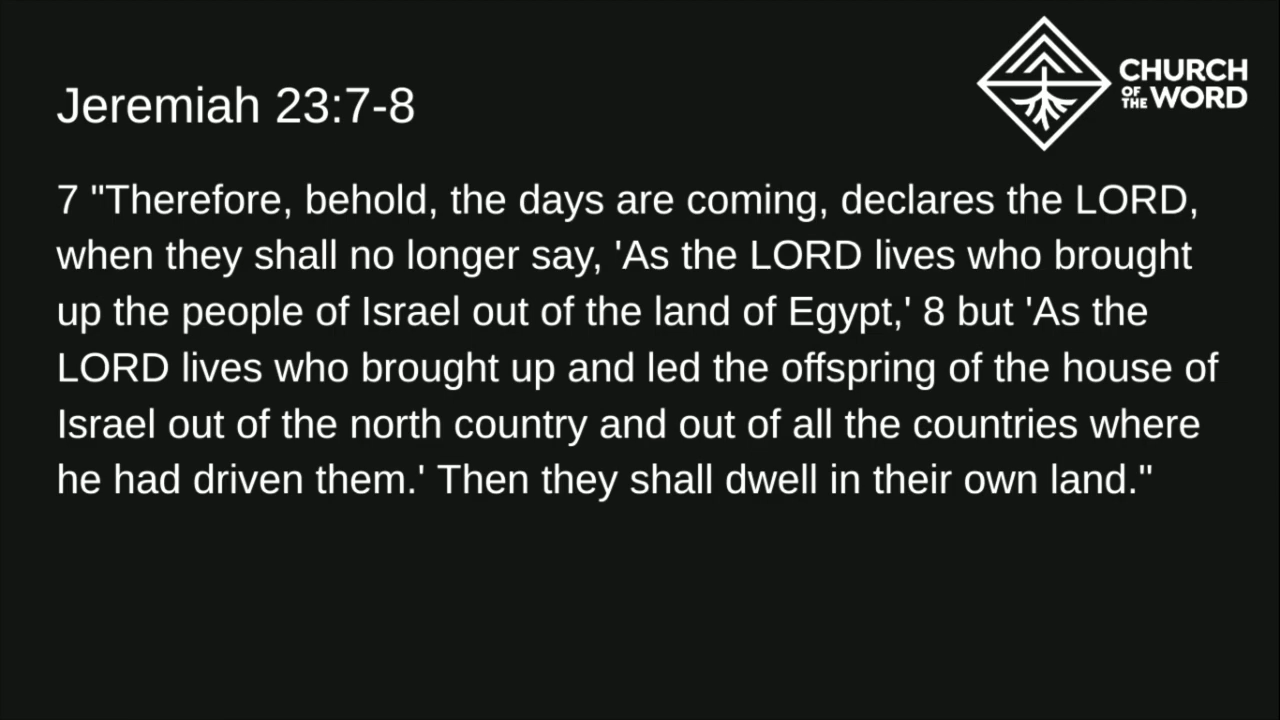 CHURCH
OF THE WORD
Jeremiah 23:7-8
7 "Therefore, behold, the days are coming, declares the LORD,
when they shall no longer say, 'As the LORD lives who brought
up the people of Israel out of the land of Egypt,' 8 but 'As the
LORD lives who brought up and led the offspring of the house of
Israel out of the north country and out of all the countries where
he had driven them.' Then they shall dwell in their own land."